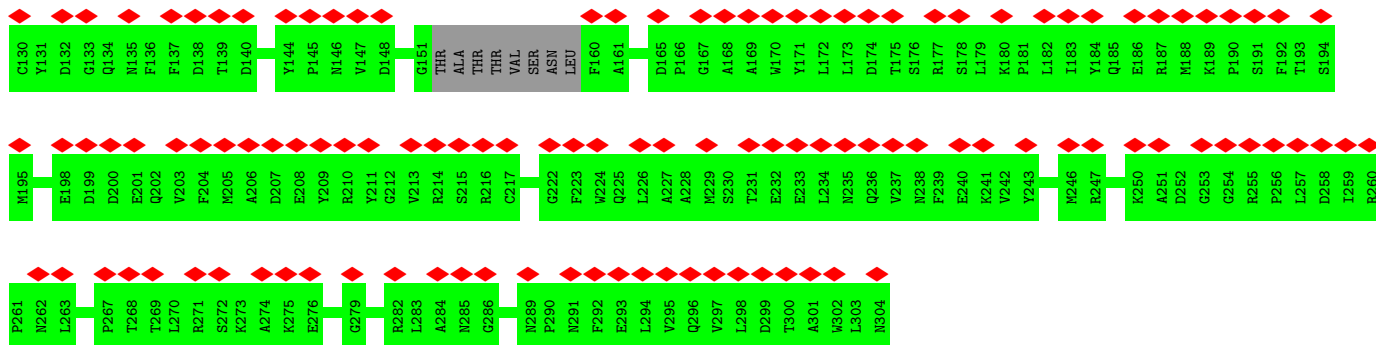 C130 Y131 D132 G133 Q134 N135 F136 F137 D138 T139 D140 Y144 P145 N146 V147 D148 G151 THR ALA THR THR VAL SER ASN LEU F160 A161 D165 P166 G167 A168 A169 W170 Y171 L172 L173 D174 T175 S176 R177 S178 L179 K180 P181 L182 I183 Y184 Q185 E186 R187 M188 K189 P190 S191 F192 T193 S194
M195 E198 D199 D200 E201 Q202 V203 F204 M205 A206 D207 E208 Y209 R210 Y211 G212 V213 R214 S215 R216 C217 G222 F223 W224 Q225 L226 A227 A228 M229 S230 T231 E232 E233 L234 N235 Q236 V237 N238 F239 E240 K241 V242 Y243 M246 R247 K250 A251 D252 G253 G254 R255 P256 L257 D258 I259 R260
P261 N262 L263 P267 T268 T269 L270 R271 S272 K273 A274 K275 E276 G279 R282 L283 A284 N285 G286 N289 P290 N291 F292 E293 L294 V295 Q296 V297 L298 D299 T300 A301 W302 L303 N304